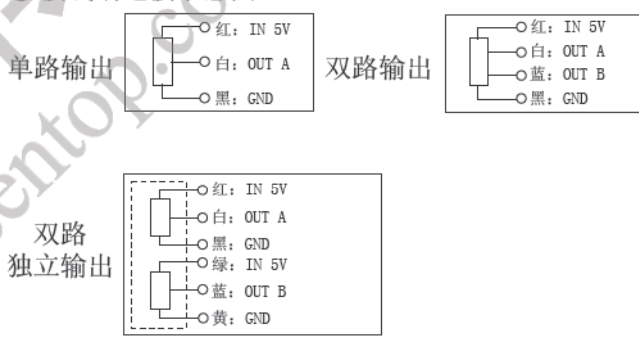 单路输出
红: IN 5V
白: OUT A
黑: GND
双路输出
红: IN 5V
白: OUT A
蓝: OUT B
黑: GND
双路
独立输出
红: IN 5V
白: OUT A
黑: GND
绿: IN 5V
蓝: OUT B
黄: GND